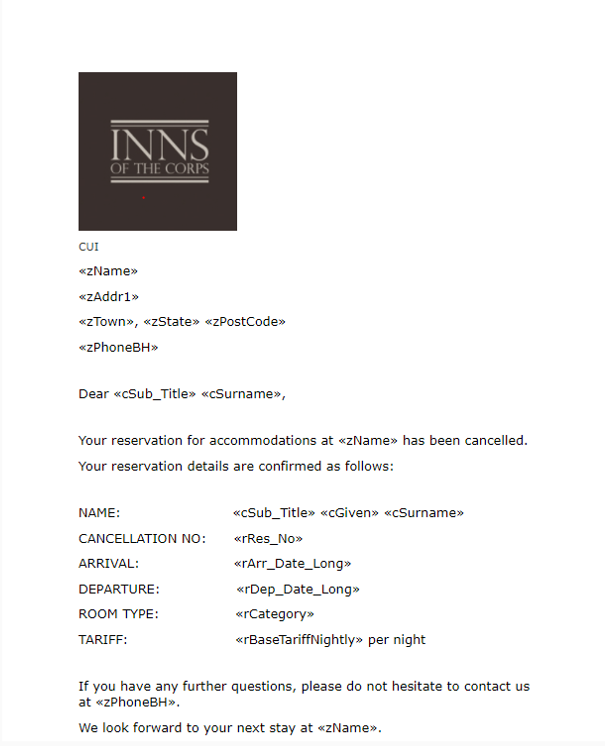 INNS
OF THE CORPS
CUI
«zName»
«zAddr1»
«zTown», «zState» «zPostCode»
«zPhoneBH»
Dear «cSub_Title» «cSurname»,
Your reservation for accommodations at «zName» has been cancelled.
Your reservation details are confirmed as follows:
NAME: «cSub_Title» «cGiven» «cSurname»
CANCELLATION NO: «rRes_No»
ARRIVAL: «rArr_Date_Long»
DEPARTURE: «rDep_Date_Long»
ROOM TYPE: «rCategory»
TARIFF: «rBaseTariffNightly» per night
If you have any further questions, please do not hesitate to contact us
at «zPhoneBH».
We look forward to your next stay at «zName».